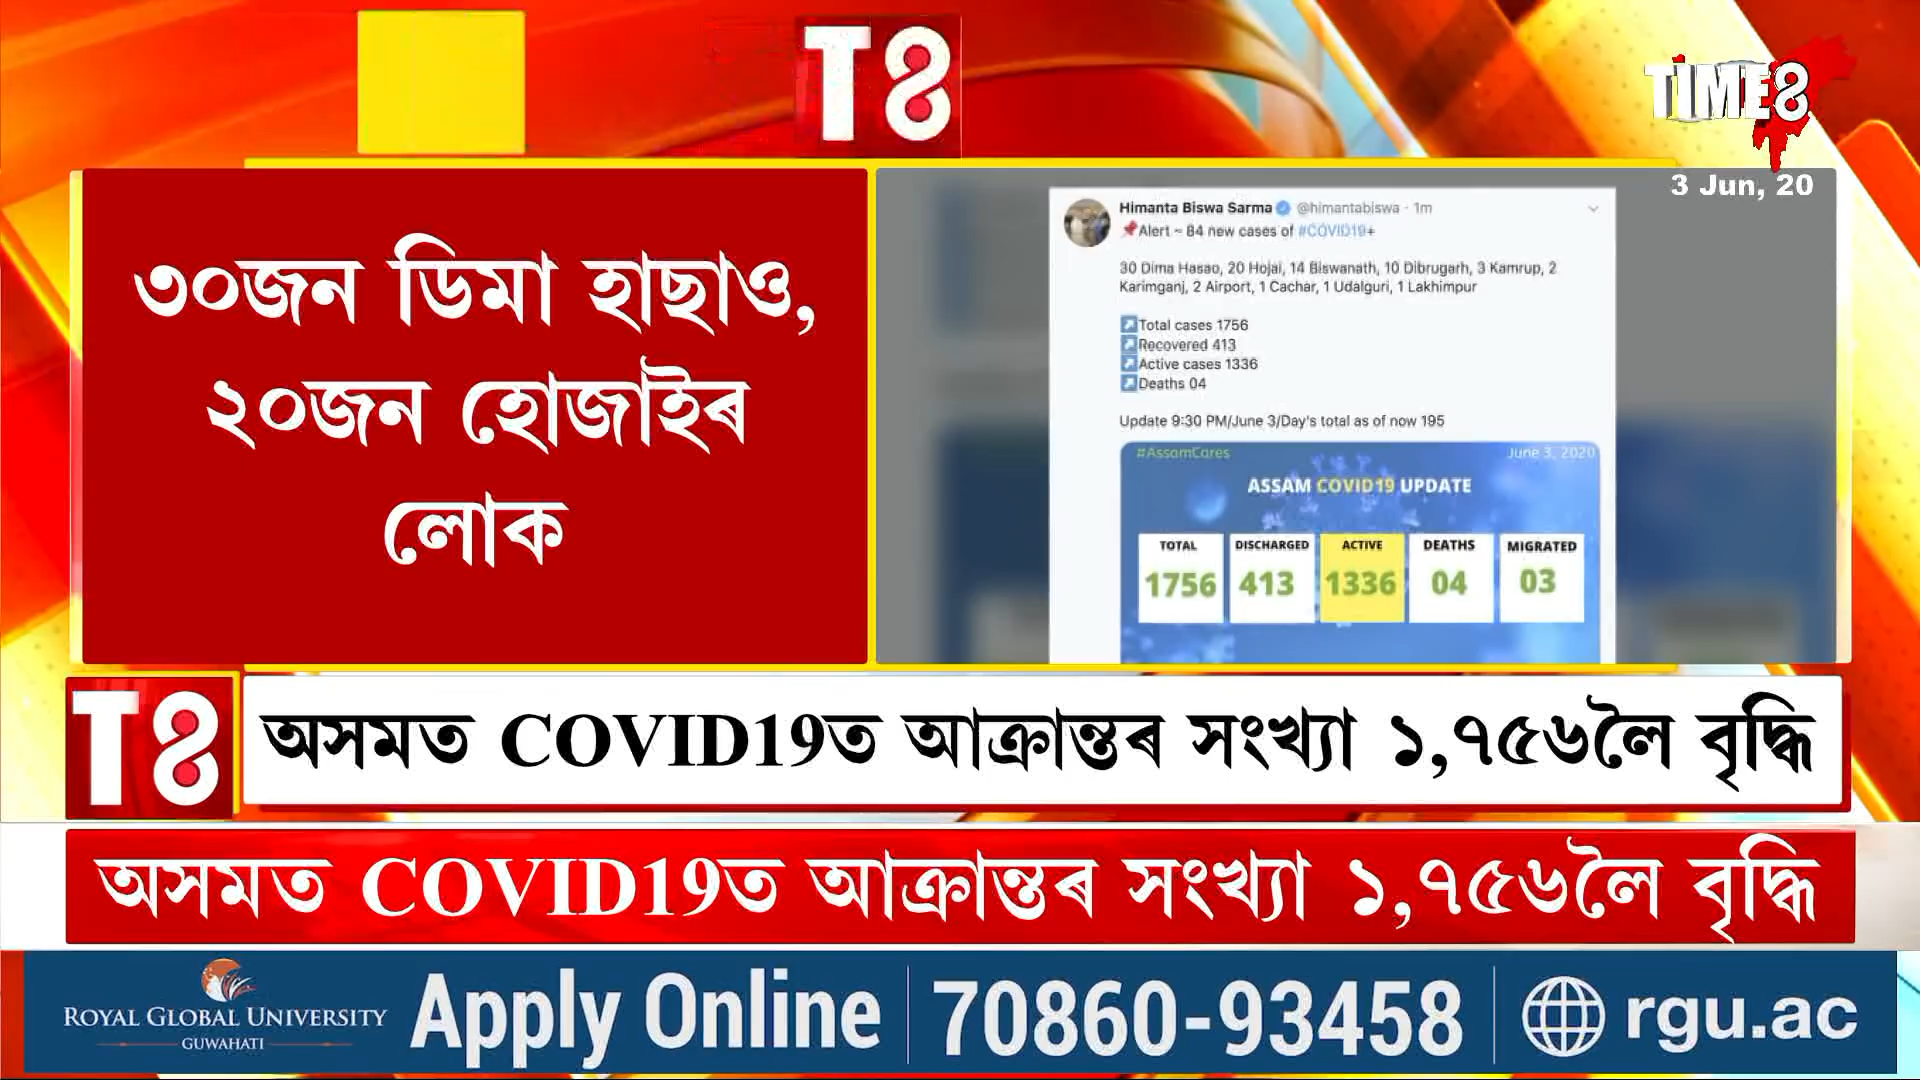 T8
TIME8
3 Jun, 20
৩০জন ডিমা হাছাও,
২০জন হোজাইৰ
লোক
Himanta Biswa Sarma @himantabiswa · 1m
Alert ~ 84 new cases of #COVID19+
30 Dima Hasao, 20 Hojai, 14 Biswanath, 10 Dibrugarh, 3 Kamrup, 2
Karimganj, 2 Airport, 1 Cachar, 1 Udalguri, 1 Lakhimpur
Total cases 1756
Recovered 413
Active cases 1336
Deaths 04
Update 9:30 PM/June 3/Day's total as of now 195
#AssamCares
June 3, 2020
ASSAM COVID19 UPDATE
TOTAL DISCHARGED ACTIVE DEATHS MIGRATED
1756 413 1336 04 03
T8
অসমত COVID19ত আক্ৰান্তৰ সংখ্যা ১,৭৫৬লৈ বৃদ্ধি
অসমত COVID19ত আক্ৰান্তৰ সংখ্যা ১,৭৫৬লৈ বৃদ্ধি
ROYAL GLOBAL UNIVERSITY
GUWAHATI
Apply Online
70860-93458
rgu.ac